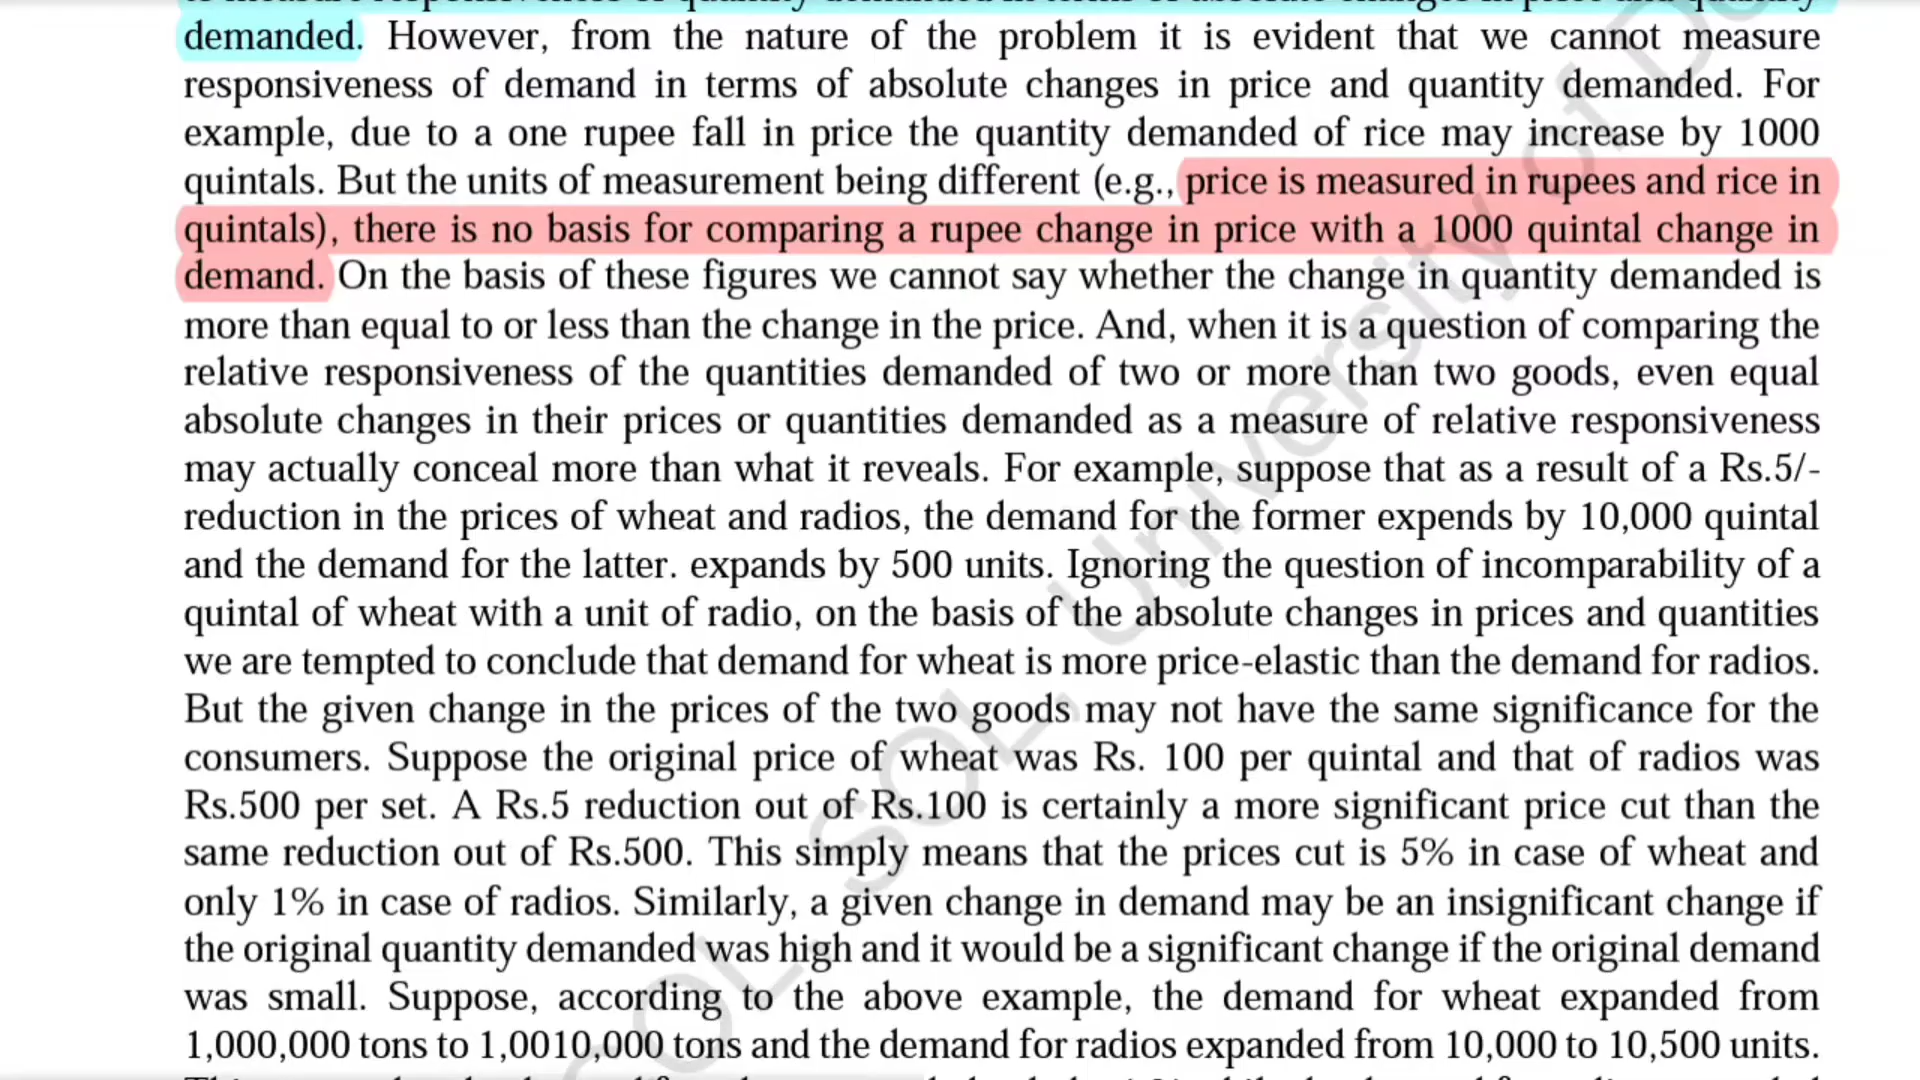 to measure responsiveness of quantity demanded in terms of absolute changes in price and quantity
demanded. However, from the nature of the problem it is evident that we cannot measure
responsiveness of demand in terms of absolute changes in price and quantity demanded. For
example, due to a one rupee fall in price the quantity demanded of rice may increase by 1000
quintals. But the units of measurement being different (e.g., price is measured in rupees and rice in
quintals), there is no basis for comparing a rupee change in price with a 1000 quintal change in
demand. On the basis of these figures we cannot say whether the change in quantity demanded is
more than equal to or less than the change in the price. And, when it is a question of comparing the
relative responsiveness of the quantities demanded of two or more than two goods, even equal
absolute changes in their prices or quantities demanded as a measure of relative responsiveness
may actually conceal more than what it reveals. For example, suppose that as a result of a Rs.5/-
reduction in the prices of wheat and radios, the demand for the former expends by 10,000 quintal
and the demand for the latter. expands by 500 units. Ignoring the question of incomparability of a
quintal of wheat with a unit of radio, on the basis of the absolute changes in prices and quantities
we are tempted to conclude that demand for wheat is more price-elastic than the demand for radios.
But the given change in the prices of the two goods may not have the same significance for the
consumers. Suppose the original price of wheat was Rs. 100 per quintal and that of radios was
Rs.500 per set. A Rs.5 reduction out of Rs.100 is certainly a more significant price cut than the
same reduction out of Rs.500. This simply means that the prices cut is 5% in case of wheat and
only 1% in case of radios. Similarly, a given change in demand may be an insignificant change if
the original quantity demanded was high and it would be a significant change if the original demand
was small. Suppose, according to the above example, the demand for wheat expanded from
1,000,000 tons to 1,0010,000 tons and the demand for radios expanded from 10,000 to 10,500 units.
SOL, University of